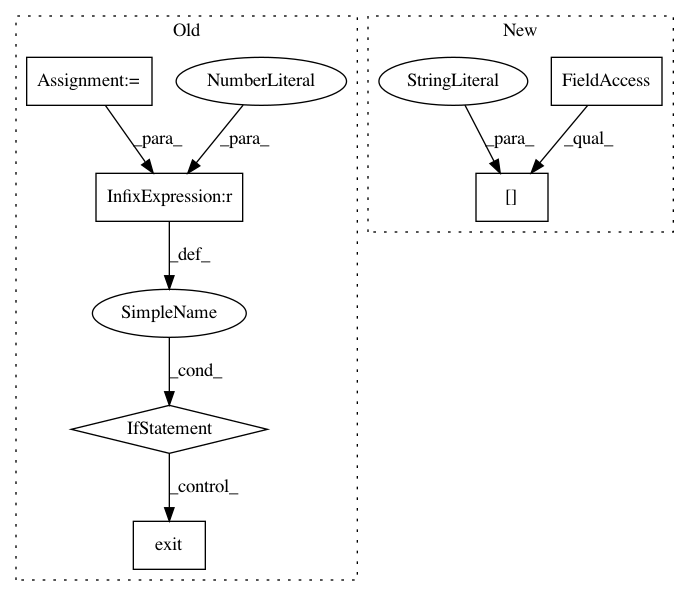 Old
New
Assignment:=
NumberLiteral
StringLiteral
FieldAccess
_para_
_para_
_para_
_qual_
InfixExpression:r
[]
_def_
SimpleName
_cond_
IfStatement
_control_
exit